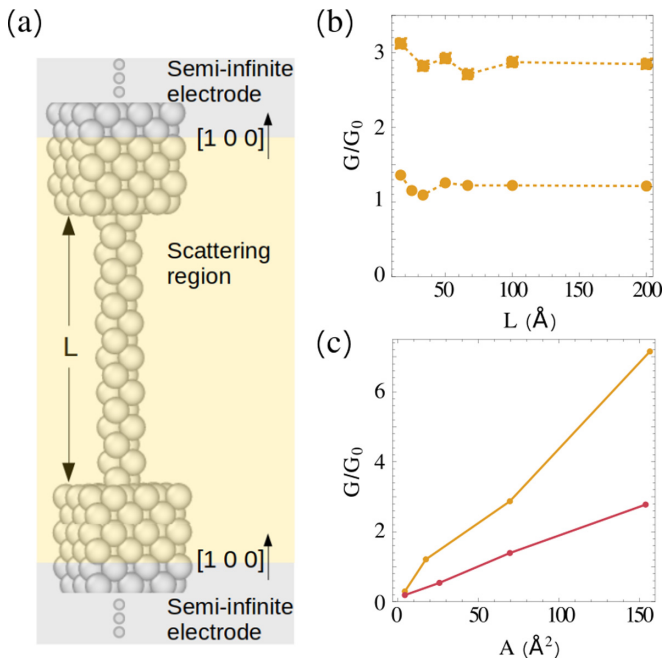 (a)
Semi-infinite
electrode
[1 0 0]
Scattering
region
L
[1 0 0]
Semi-infinite
electrode
(b)
3
2
1
0
G/G0
50
100
150
200
L (Å)
(c)
6
4
2
0
G/G0
0
50
100
150
A (Å²)